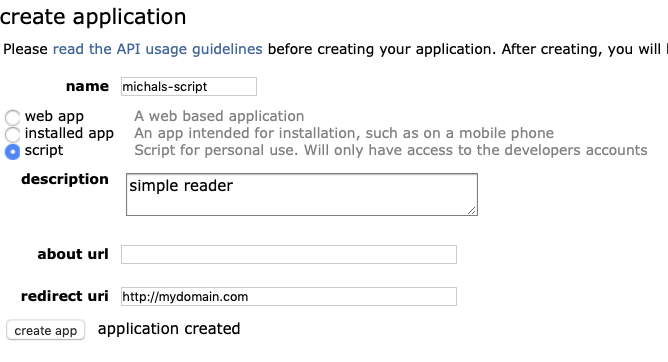 create application
Please read the API usage guidelines before creating your application. After creating, you will
name michals-script
web app A web based application
installed app An app intended for installation, such as on a mobile phone
script Script for personal use. Will only have access to the developers accounts
description simple reader
about url
redirect uri http://mydomain.com
create app application created